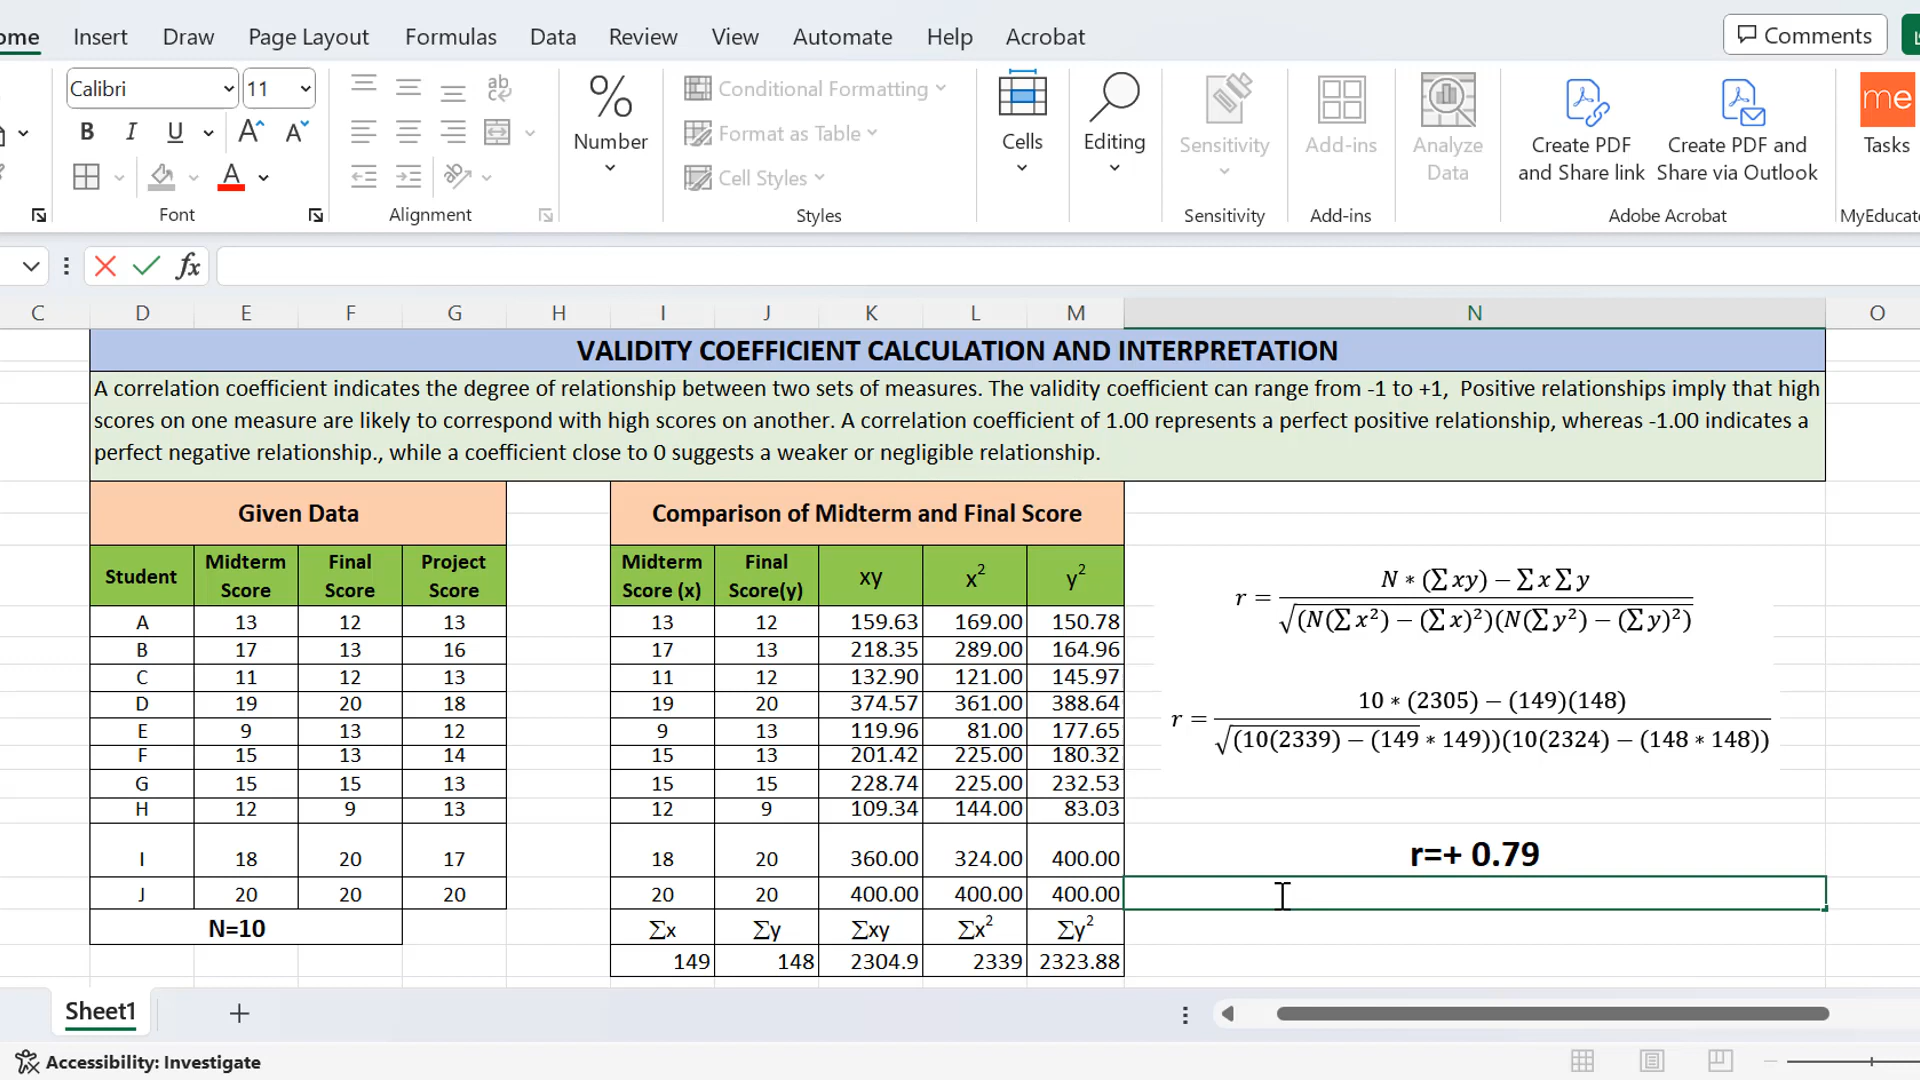 ome Insert Draw Page Layout Formulas Data Review View Automate Help Acrobat Comments
Calibri 11 ab c % Conditional Formatting me
B I U A A Number Format as Table Cells Editing Sensitivity Add-ins Analyze Data Create PDF and Share link Create PDF and Share via Outlook Tasks
A Cell Styles
Font Alignment Styles Sensitivity Add-ins Adobe Acrobat MyEducato
fx
C D E F G H I J K L M N O
VALIDITY COEFFICIENT CALCULATION AND INTERPRETATION
A correlation coefficient indicates the degree of relationship between two sets of measures. The validity coefficient can range from -1 to +1, Positive relationships imply that high
scores on one measure are likely to correspond with high scores on another. A correlation coefficient of 1.00 represents a perfect positive relationship, whereas -1.00 indicates a
perfect negative relationship., while a coefficient close to 0 suggests a weaker or negligible relationship.
Given Data
Student Midterm Score Final Score Project Score
A 13 12 13
B 17 13 16
C 11 12 13
D 19 20 18
E 9 13 12
F 15 13 14
G 15 15 13
H 12 9 13
I 18 20 17
J 20 20 20
N=10
Comparison of Midterm and Final Score
Midterm Score (x) Final Score(y) xy x² y²
13 12 159.63 169.00 150.78
17 13 218.35 289.00 164.96
11 12 132.90 121.00 145.97
19 20 374.57 361.00 388.64
9 13 119.96 81.00 177.65
15 13 201.42 225.00 180.32
15 15 228.74 225.00 232.53
12 9 109.34 144.00 83.03
18 20 360.00 324.00 400.00
20 20 400.00 400.00 400.00
∑x ∑y ∑xy ∑x² ∑y²
149 148 2304.9 2339 2323.88
r = N ∗ (∑ xy) − ∑ x ∑ y
√(N(∑ x²) − (∑ x)²)(N(∑ y²) − (∑ y)²)
r = 10 ∗ (2305) − (149)(148)
√(10(2339) − (149 ∗ 149))(10(2324) − (148 ∗ 148))
r=+ 0.79
Sheet1
Accessibility: Investigate